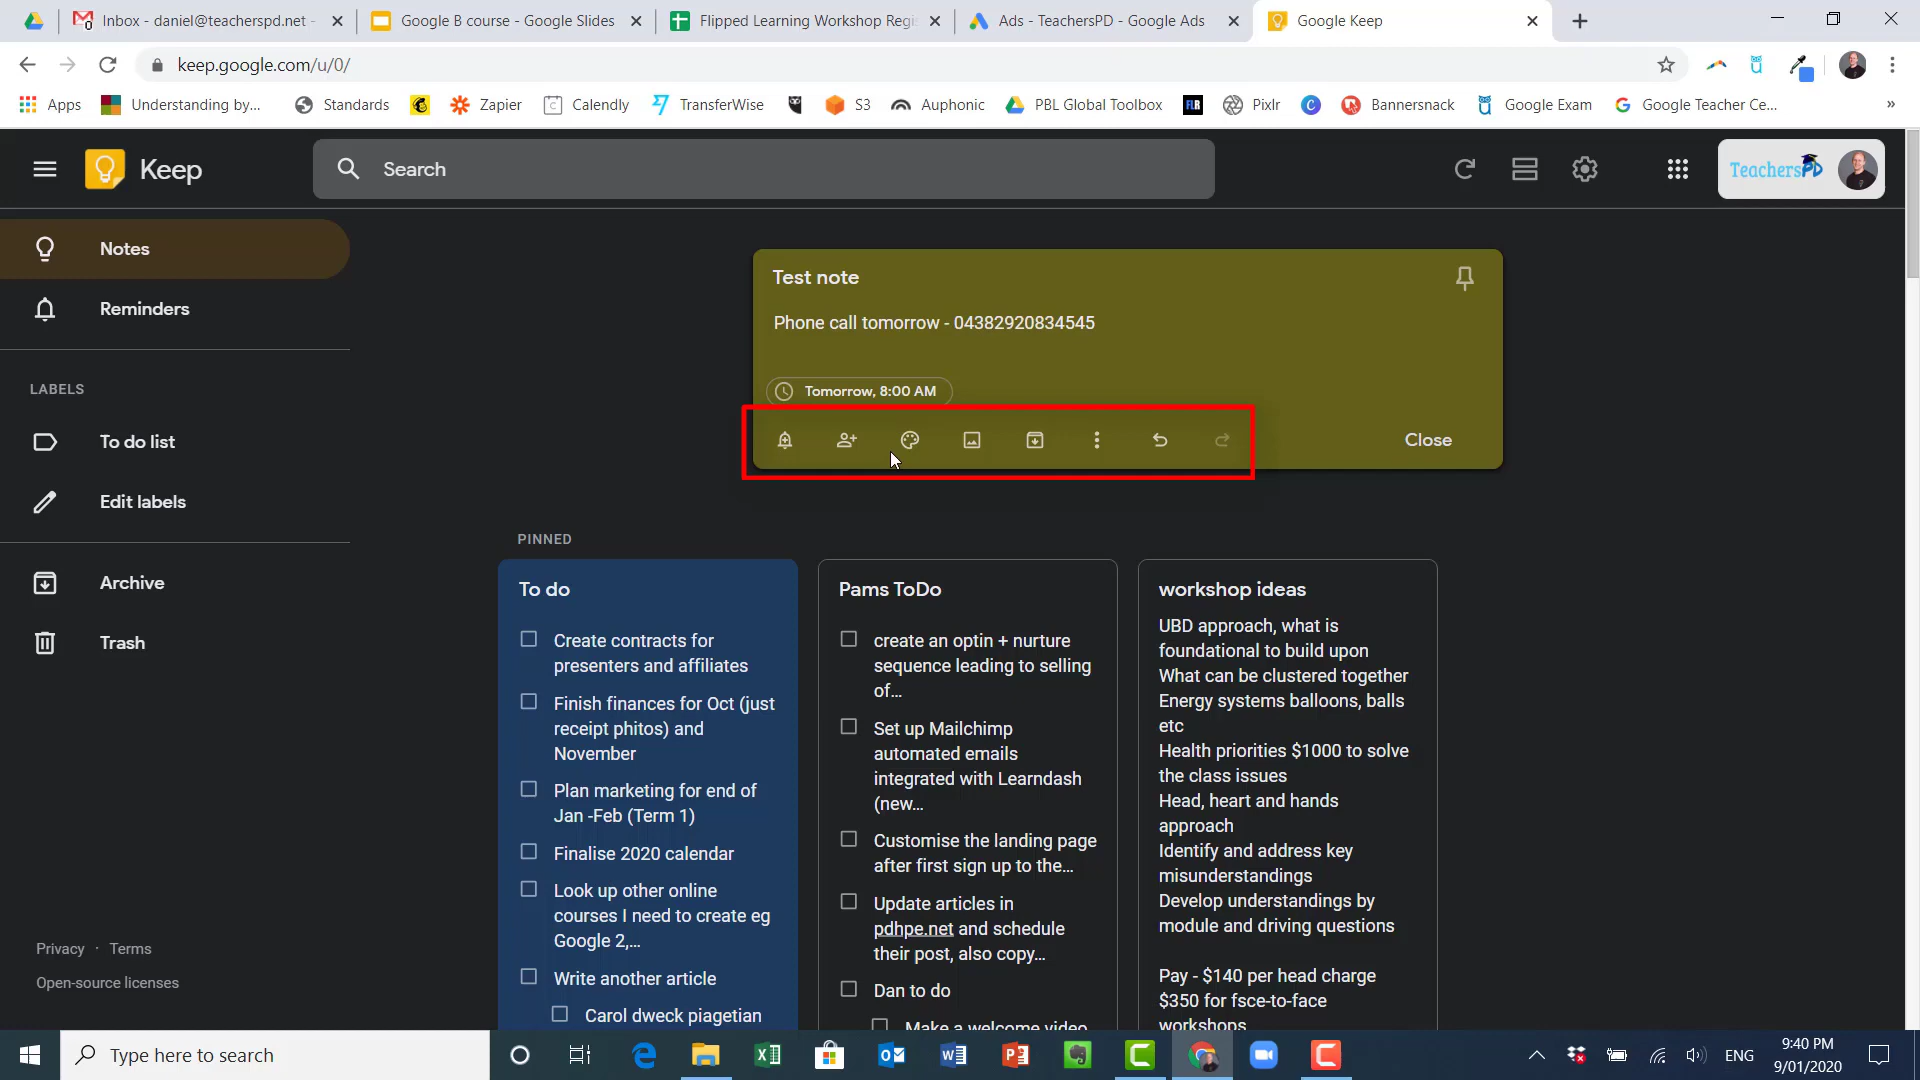 Inbox - daniel@teacherspd.net -
Google B course - Google Slides
Flipped Learning Workshop Regi
Ads - TeachersPD - Google Ads
Google Keep
keep.google.com/u/0/
Apps
Understanding by...
Standards
Zapier
Calendly
TransferWise
S3
Auphonic
PBL Global Toolbox
FLR
Pixlr
Bannersnack
Google Exam
Google Teacher Ce...
»
Keep
Search
TeachersPD
Notes
Reminders
LABELS
To do list
Edit labels
Archive
Trash
Privacy · Terms
Open-source licenses
Test note
Phone call tomorrow - 04382920834545
Tomorrow, 8:00 AM
Close
PINNED
To do
Create contracts for
presenters and affiliates
Finish finances for Oct (just
receipt phitos) and
November
Plan marketing for end of
Jan -Feb (Term 1)
Finalise 2020 calendar
Look up other online
courses I need to create eg
Google 2,...
Write another article
Carol dweck piagetian
Pams ToDo
create an optin + nurture
sequence leading to selling
of...
Set up Mailchimp
automated emails
integrated with Learndash
(new...
Customise the landing page
after first sign up to the...
Update articles in
pdhpe.net and schedule
their post, also copy...
Dan to do
Make a welcome video
workshop ideas
UBD approach, what is
foundational to build upon
What can be clustered together
Energy systems balloons, balls
etc
Health priorities $1000 to solve
the class issues
Head, heart and hands
approach
Identify and address key
misunderstandings
Develop understandings by
module and driving questions
Pay - $140 per head charge
$350 for fsce-to-face
workshops
Type here to search
ENG
9:40 PM
9/01/2020